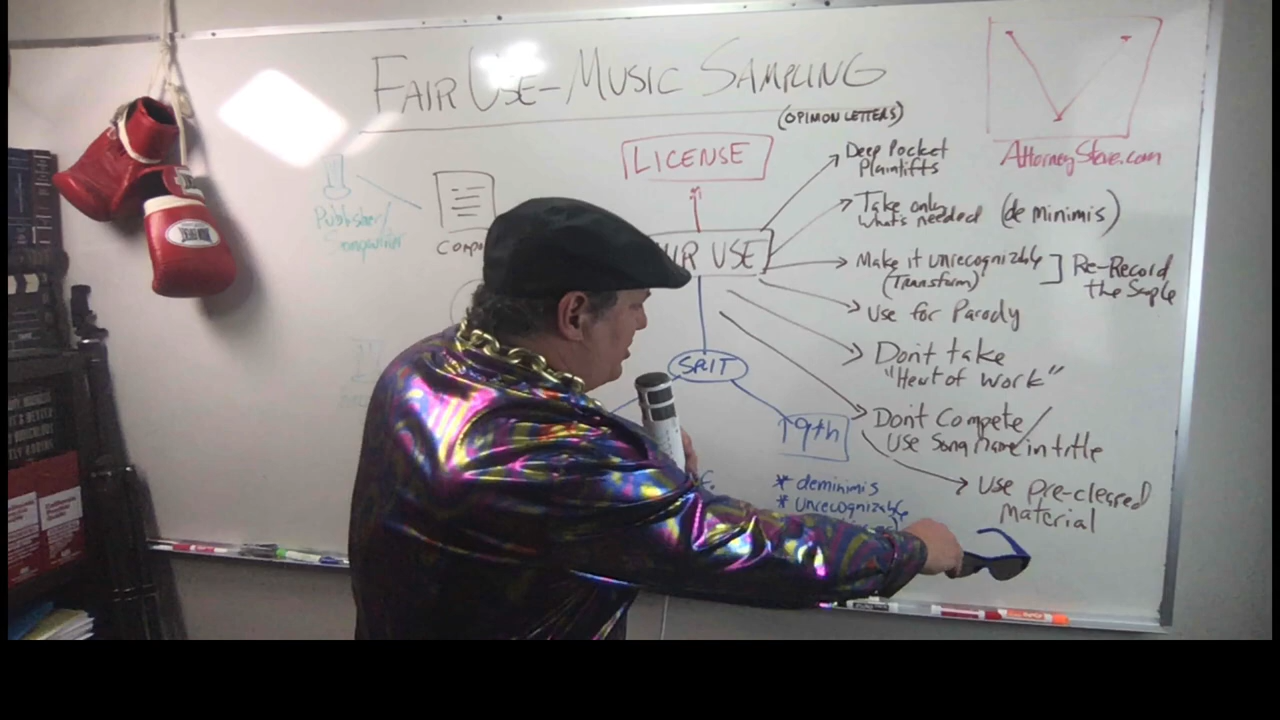 FAIR USE - MUSIC SAMPLING
(OPINION LETTERS)
AttorneySteve.com
LICENSE
Publisher/
Songwriter
Comp
Deep Pocket
Plaintiffs
Take only
what's needed (de minimis)
FAIR USE
Make it unrecognizable
(Transform)
Re-Record
the Sample
Use for Parody
Don't take
"Heart of Work"
SPLIT
9th
Don't Compete/
Use Song name in title
* deminimis
* unrecognizable
Use pre-cleared
Material